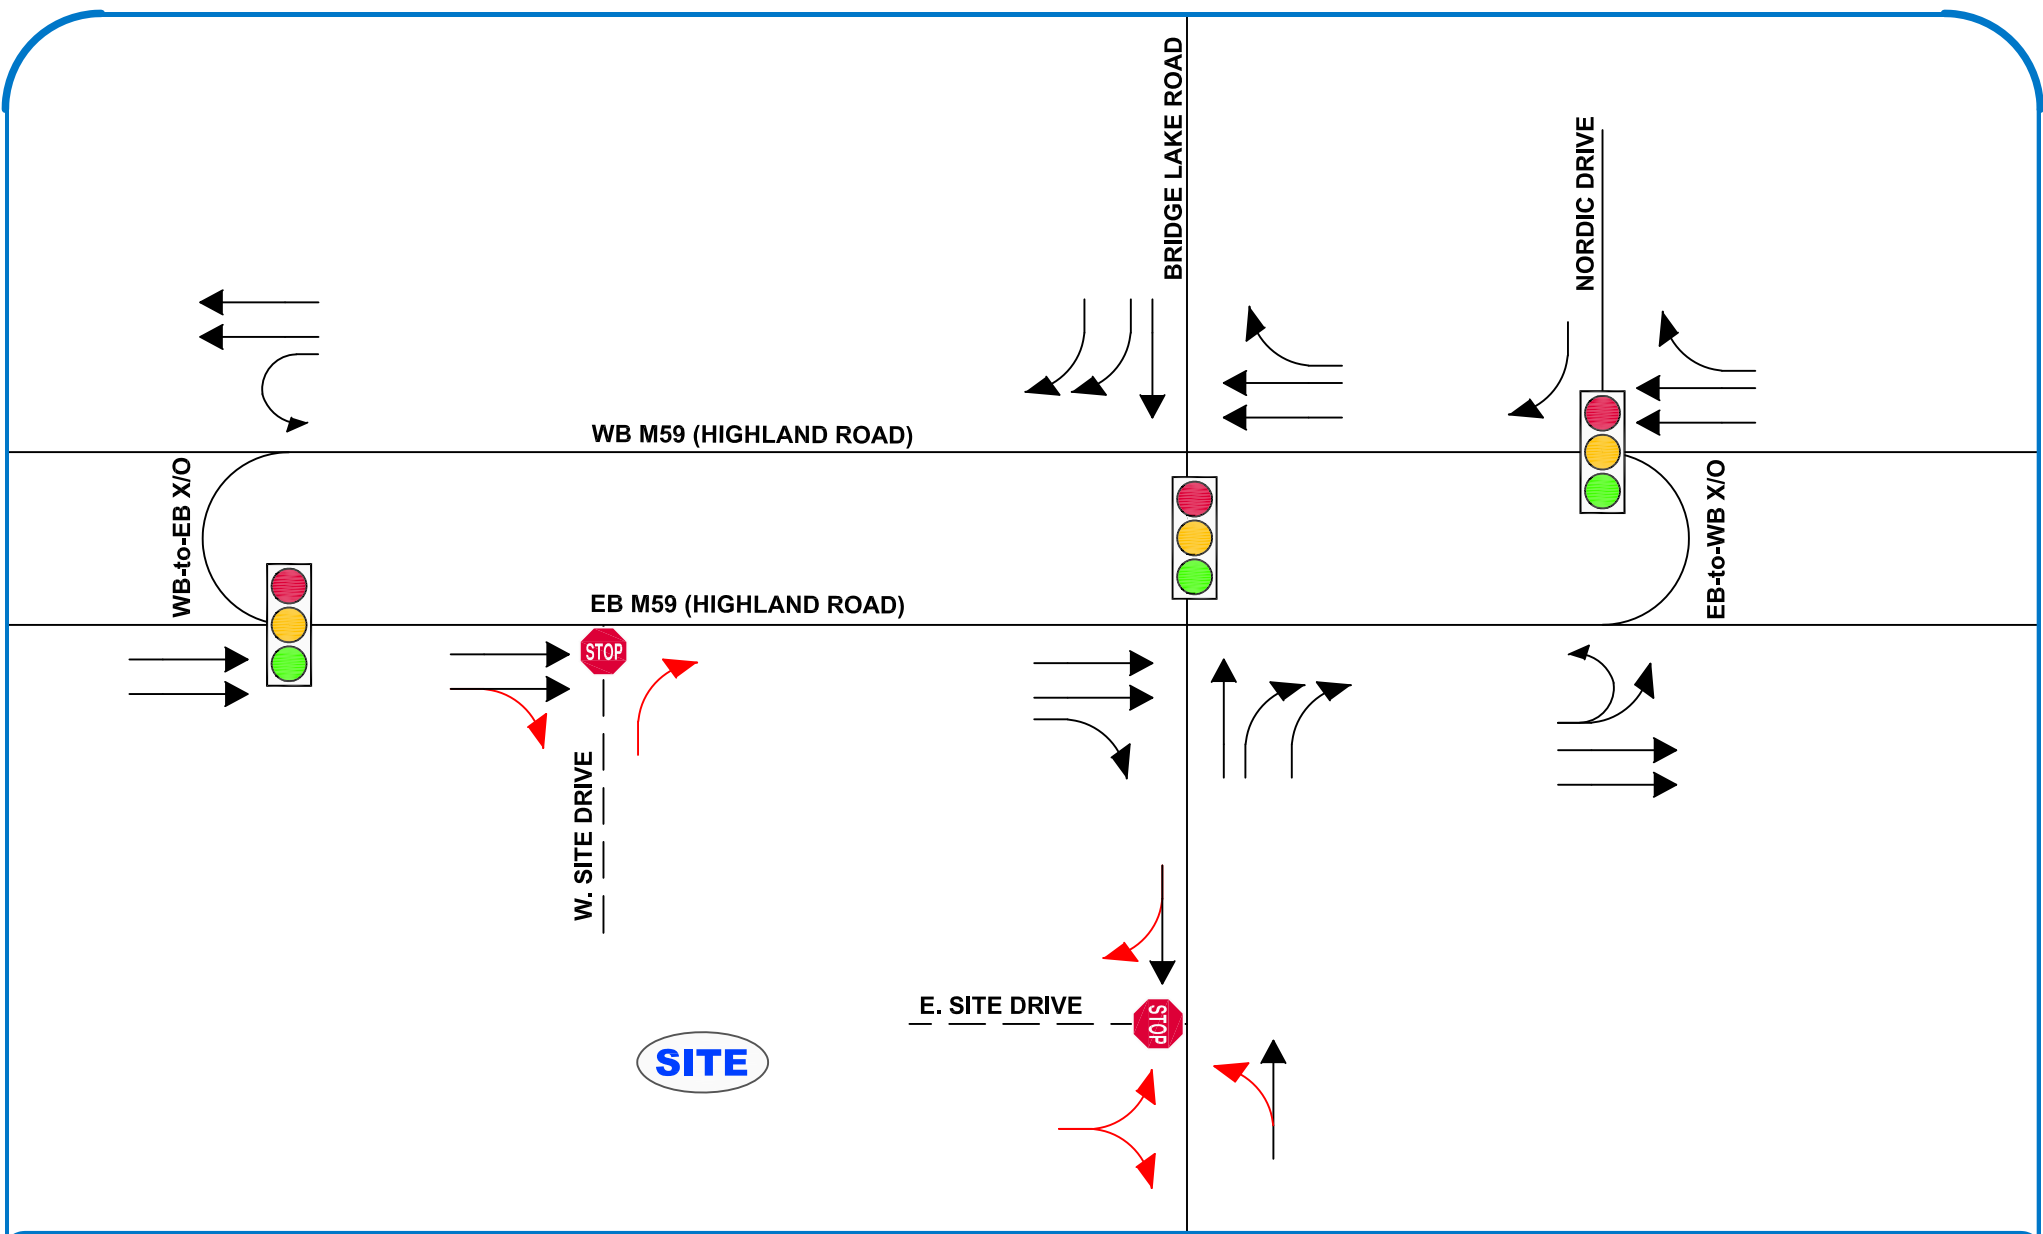 BRIDGE LAKE ROAD
NORDIC DRIVE
WB M59 (HIGHLAND ROAD)
WB-to-EB X/O
EB-to-WB X/O
EB M59 (HIGHLAND ROAD)
STOP
W. SITE DRIVE
E. SITE DRIVE
STOP
SITE